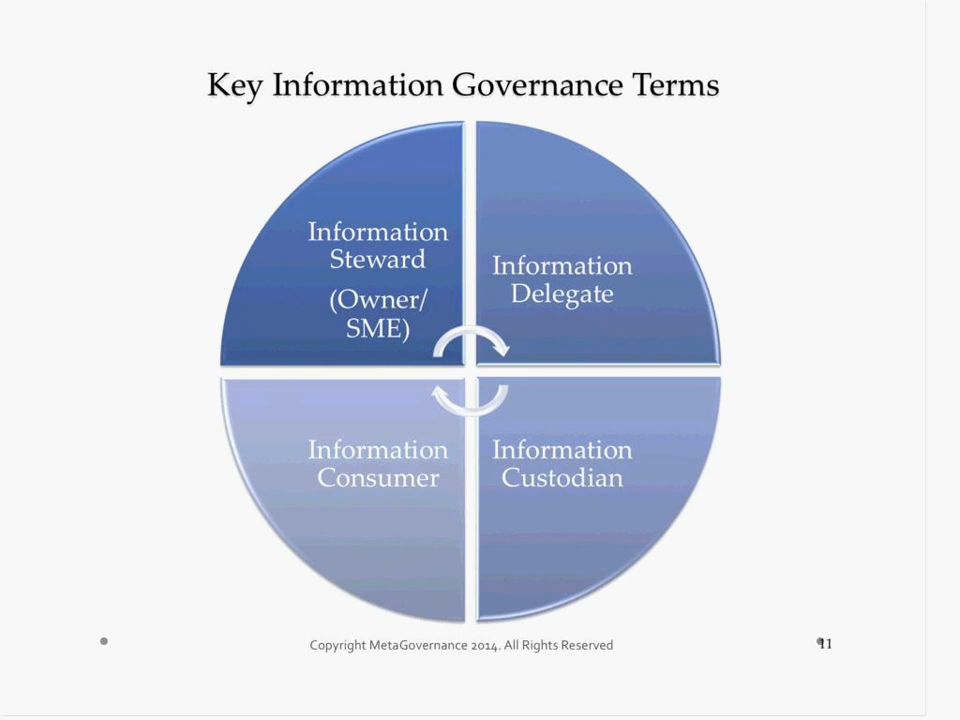 Key Information Governance Terms
Information
Steward
(Owner/
SME)
Information
Delegate
Information
Consumer
Information
Custodian
Copyright MetaGovernance 2014. All Rights Reserved
11